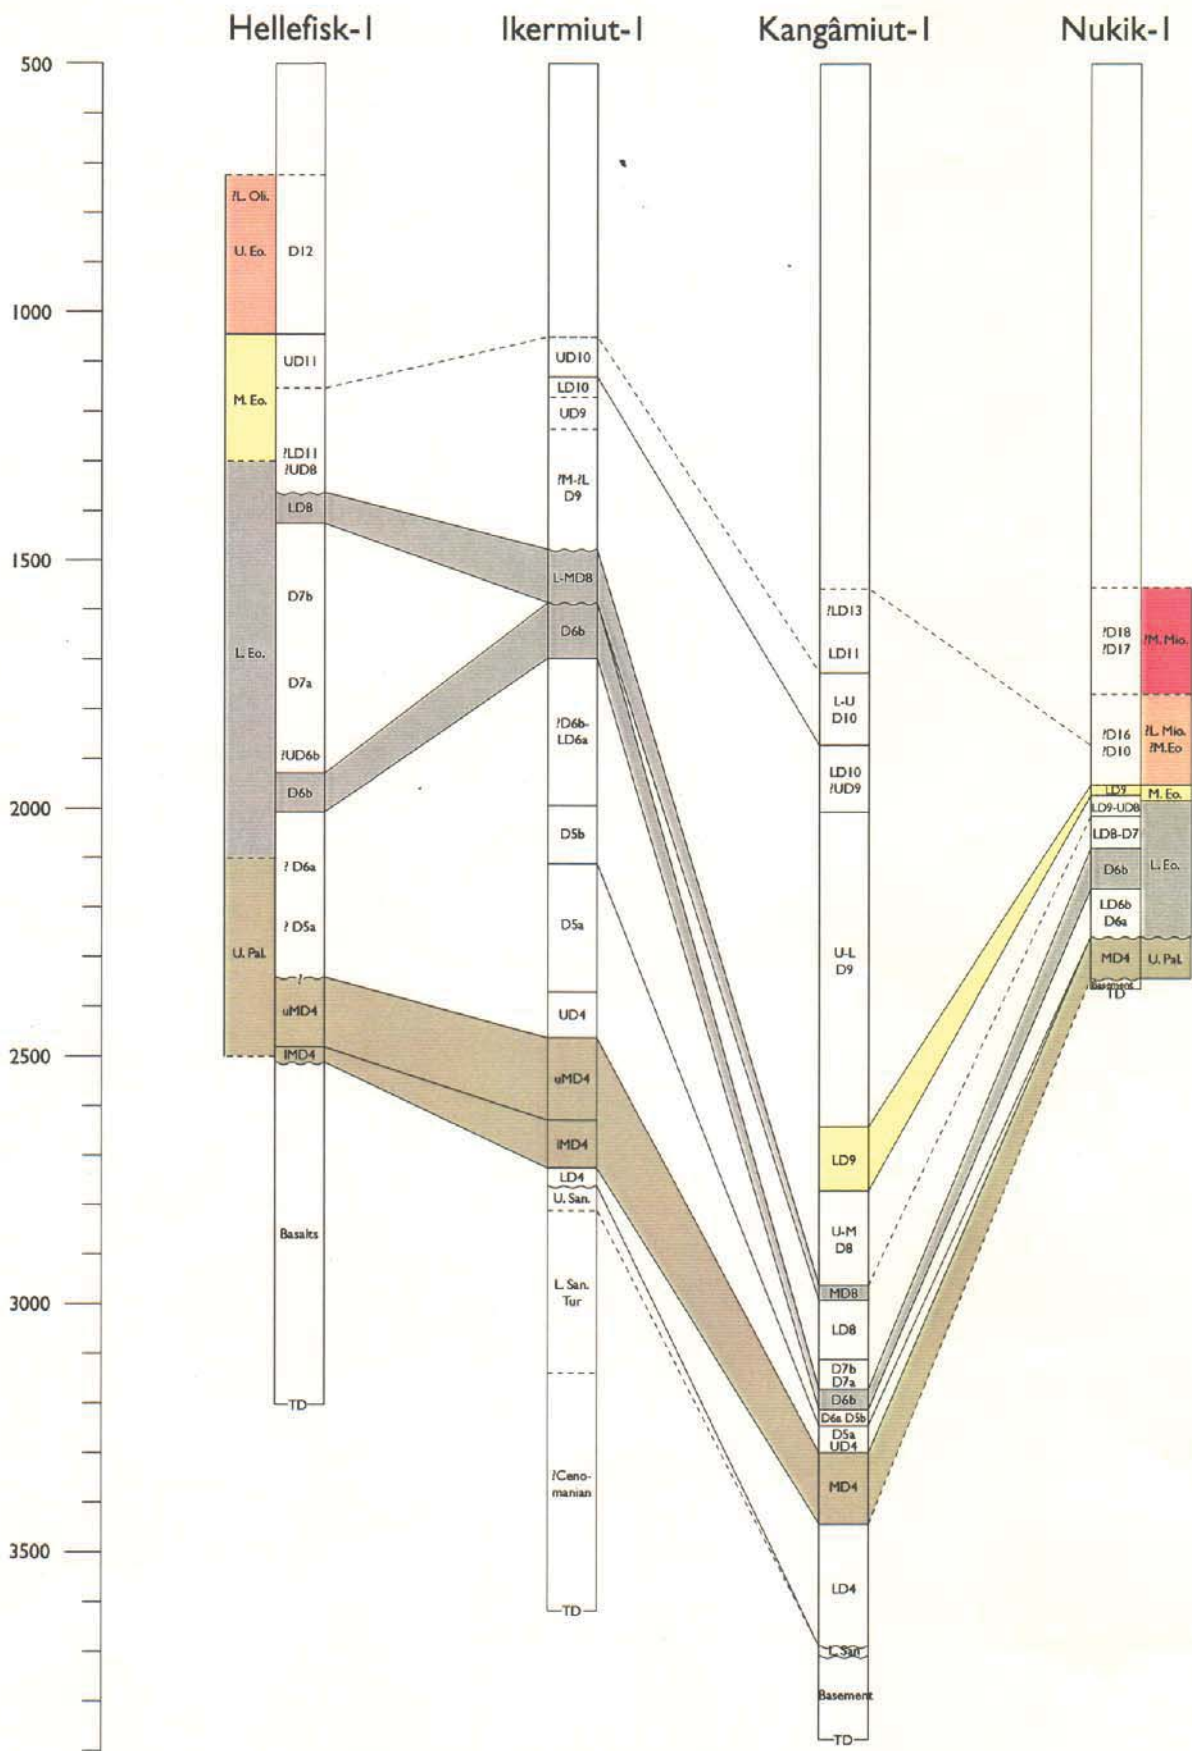 Hellefisk-1
Ikermiut-1
Kangâmiut-1
Nukik-1
500
1000
1500
2000
2500
3000
3500
?L. Oli.
U. Eo.
M. Eo.
L. Eo.
U. Pal.
D12
UD11
?LD11
?UD8
LD8
D7b
D7a
?UD6b
D6b
? D6a
? D5a
?
uMD4
lMD4
Basalts
TD
UD10
LD10
UD9
?M-?L
D9
L-MD8
D6b
?D6b-
LD6a
D5b
D5a
UD4
uMD4
lMD4
LD4
U. San.
L. San.
Tur
?Ceno-
manian
TD
?LD13
LD11
L-U
D10
LD10
?UD9
U-L
D9
LD9
U-M
D8
MD8
LD8
D7b
D7a
D6b
D6a D5b
D5a
UD4
MD4
LD4
L. San
Basement
TD
?D18
?D17
?D16
?D10
LD9
LD9-UD8
LD8-D7
D6b
LD6b
D6a
MD4
Basement
TD
?M. Mio.
?L. Mio.
?M.Eo
M. Eo.
L. Eo.
U. Pal.